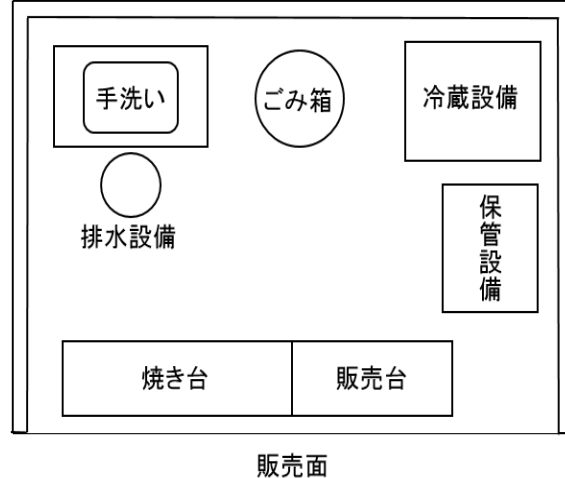 手洗い
ごみ箱
冷蔵設備
排水設備
保管設備
焼き台
販売台
販売面